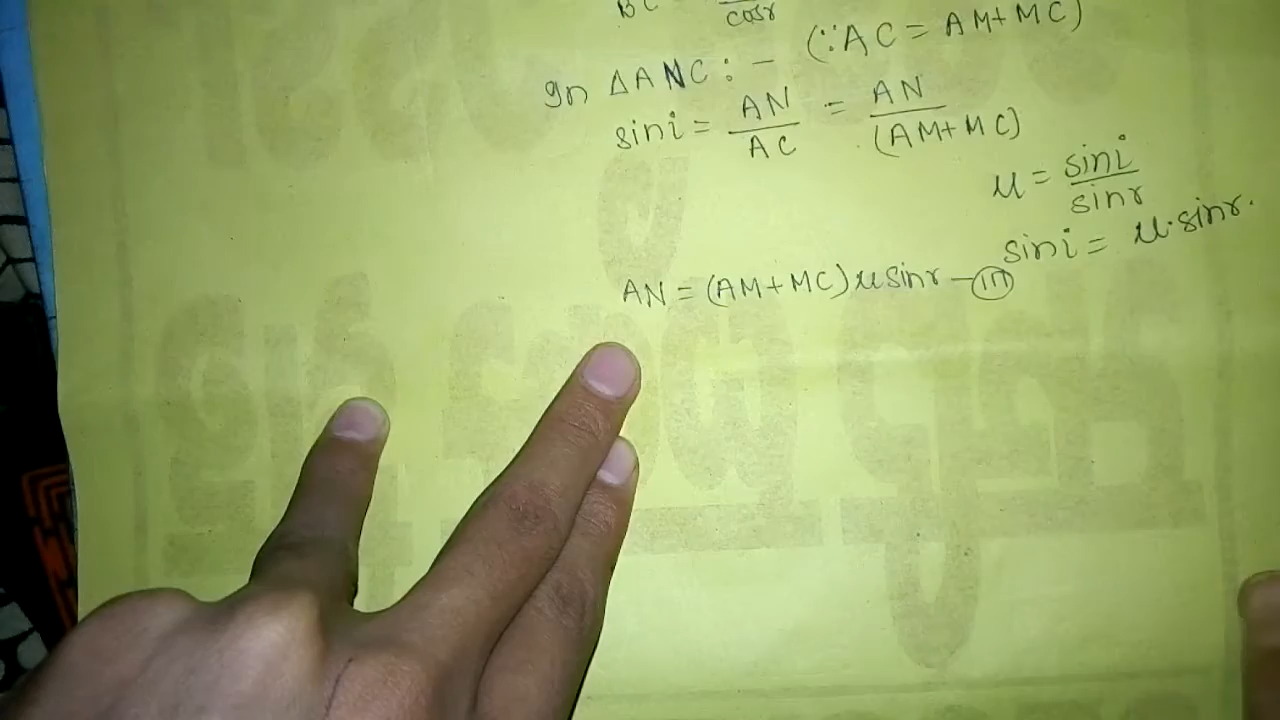 BC = /cosr
(∵AC = AM+MC)
In ΔANC : -
sini = AN/AC = AN/(AM+MC)
μ = sini/sinr
sini = μ.sinr.
AN = (AM+MC)μsinr - (III)